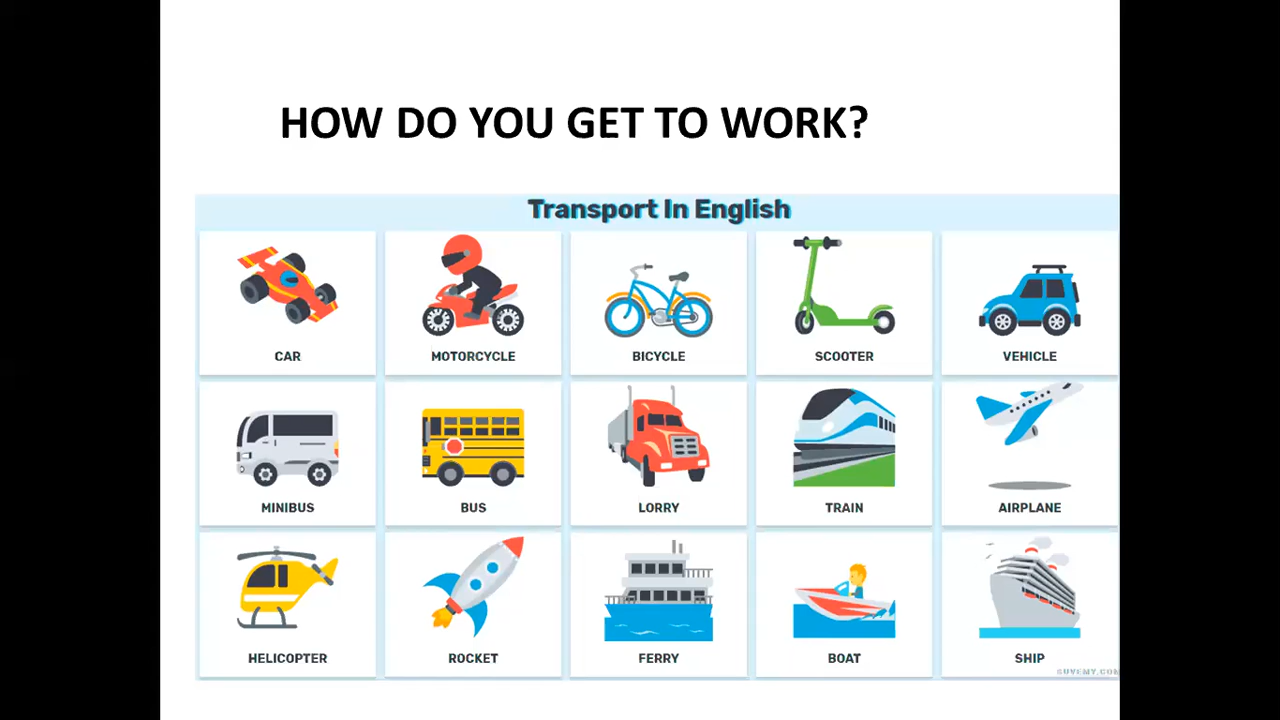 HOW DO YOU GET TO WORK?
Transport In English
CAR MOTORCYCLE BICYCLE SCOOTER VEHICLE
MINIBUS BUS LORRY TRAIN AIRPLANE
HELICOPTER ROCKET FERRY BOAT SHIP